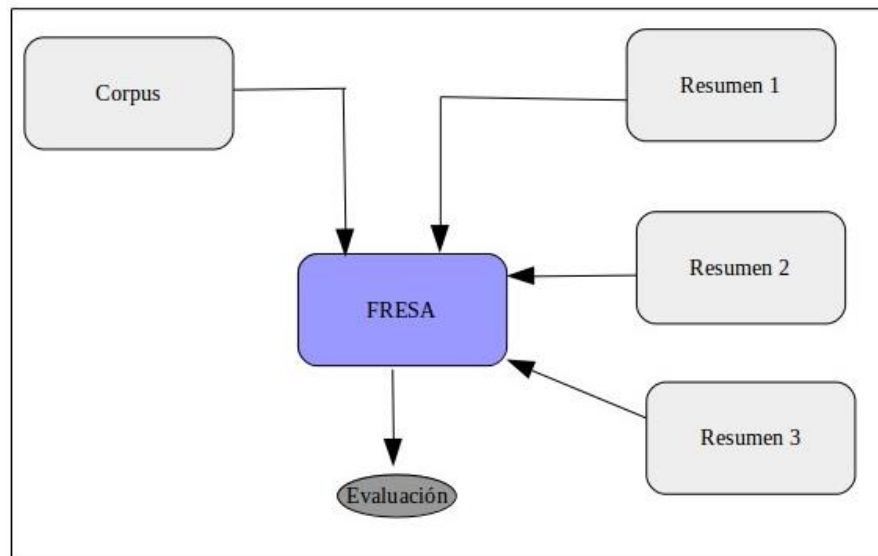 Corpus
Resumen 1
Resumen 2
FRESA
Resumen 3
Evaluación